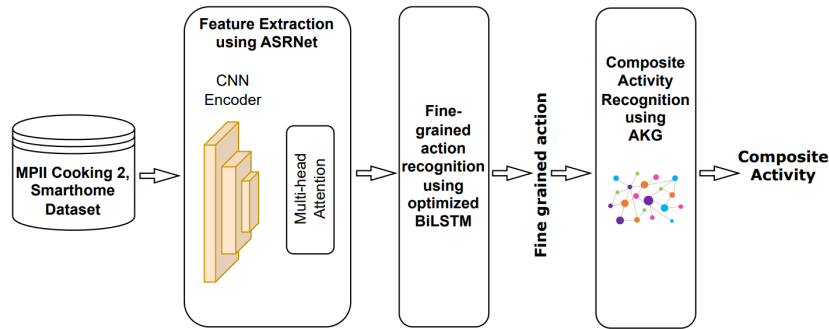 MPII Cooking 2,
Smarthome
Dataset
Feature Extraction
using ASRNet
CNN
Encoder
Multi-head
Attention
Fine-
grained
action
recognition
using
optimized
BiLSTM
Fine grained action
Composite
Activity
Recognition
using
AKG
Composite
Activity